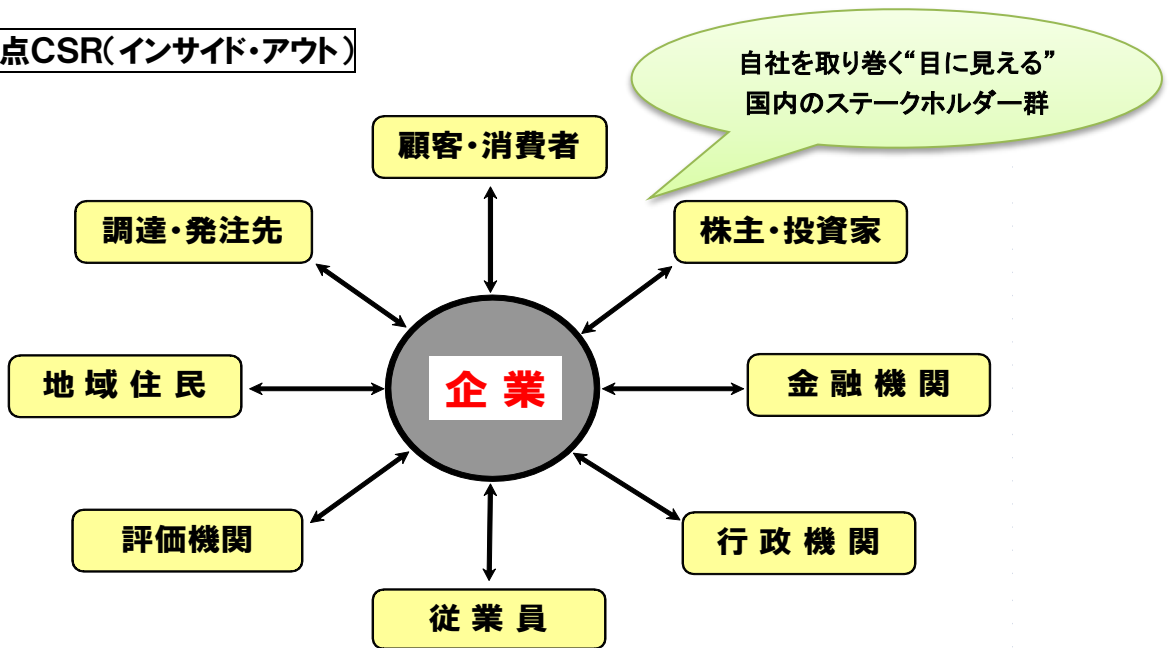 点CSR(インサイド・アウト)
自社を取り巻く“目に見える”
国内のステークホルダー群
顧客・消費者
調達・発注先
株主・投資家
地域住民
企業
金融機関
評価機関
行政機関
従業員